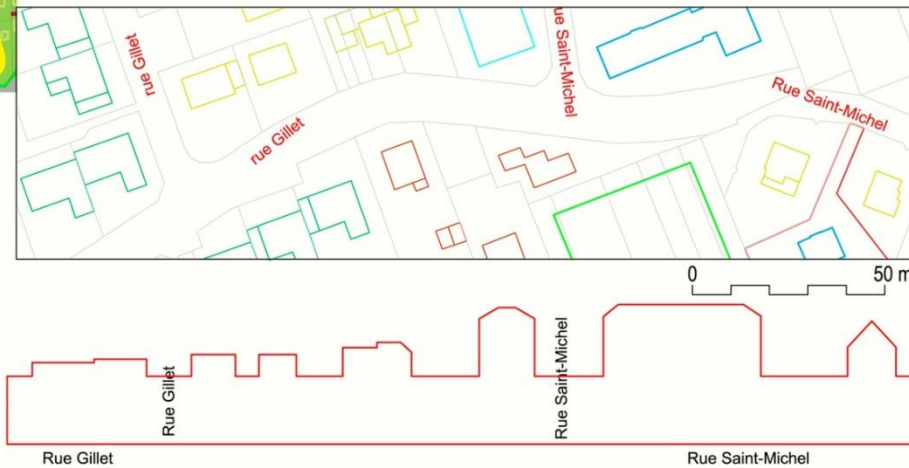 rue Gillet
rue Gillet
ue Saint-Michel
Rue Saint-Michel
0 50 m
Rue Gillet
Rue Saint-Michel
Rue Gillet
Rue Saint-Michel